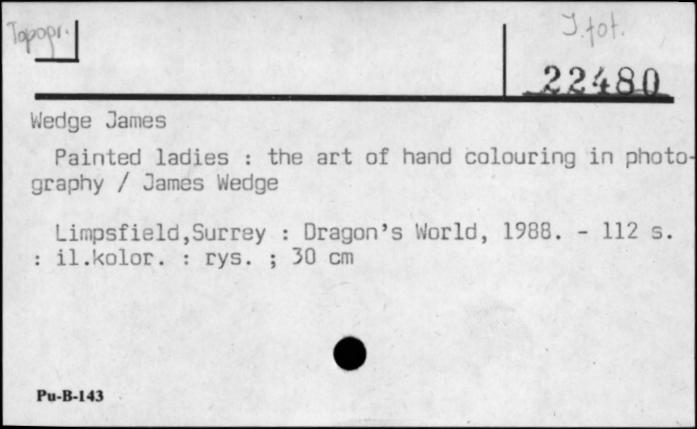 Topogr.
J. fot.
22480
Wedge James
Painted ladies : the art of hand colouring in photo-
graphy / James Wedge
Limpsfield,Surrey : Dragon's World, 1988. - 112 s.
: il.kolor. : rys. ; 30 cm
Pu-B-143